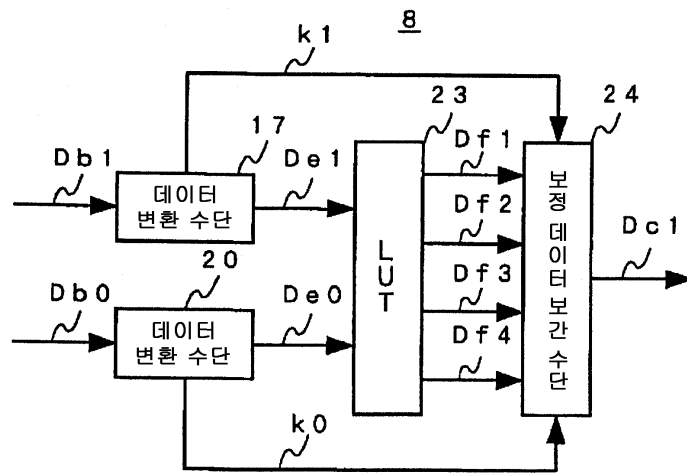 8
k1
23
24
17
Db1
De1
Df1
데이터
변환 수단
Df2
20
LUT
보정 데이터 보간 수단
Dc1
Db0
De0
Df3
데이터
변환 수단
Df4
k0